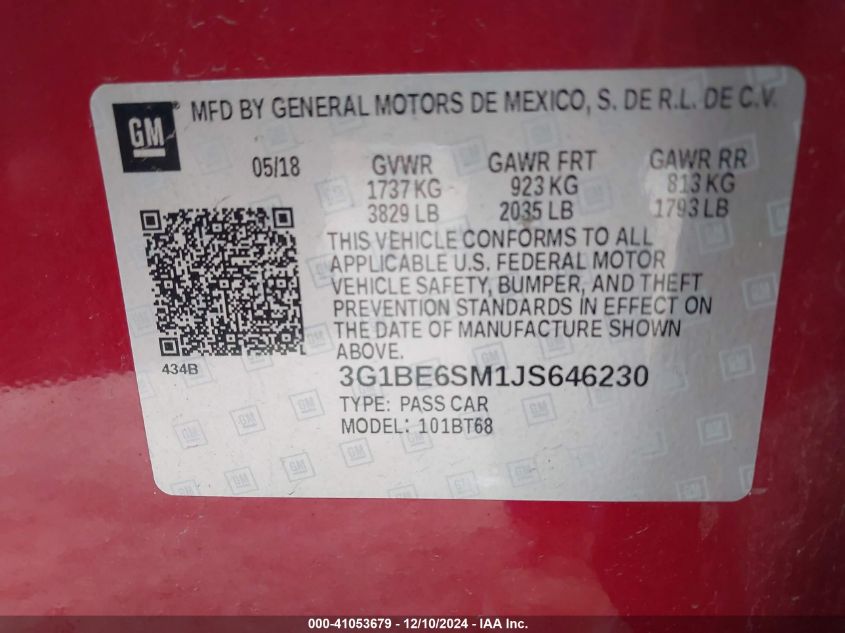 GM
MFD BY GENERAL MOTORS DE MEXICO, S. DE R.L. DE C.V.
05/18 GVWR GAWR FRT GAWR RR
1737 KG 923 KG 813 KG
3829 LB 2035 LB 1793 LB
THIS VEHICLE CONFORMS TO ALL
APPLICABLE U.S. FEDERAL MOTOR
VEHICLE SAFETY, BUMPER, AND THEFT
PREVENTION STANDARDS IN EFFECT ON
THE DATE OF MANUFACTURE SHOWN
ABOVE.
434B
3G1BE6SM1JS646230
TYPE: PASS CAR
MODEL: 101BT68
000-41053679 - 12/10/2024 - IAA Inc.